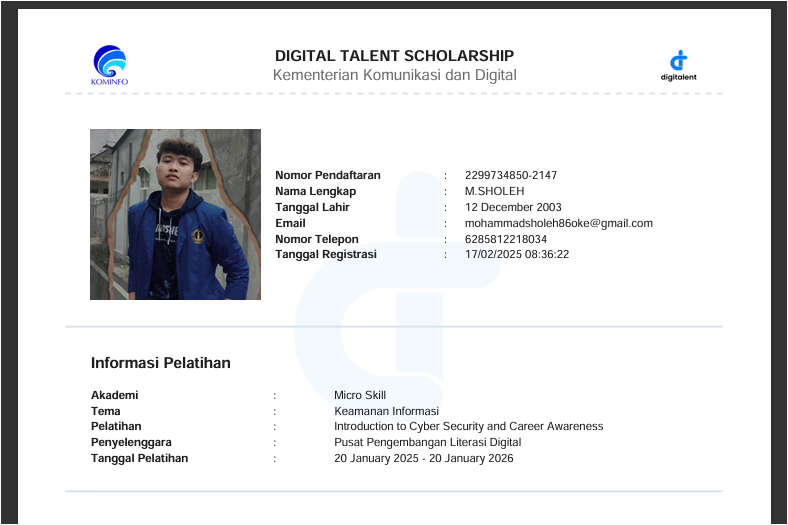 KOMINFO
DIGITAL TALENT SCHOLARSHIP
Kementerian Komunikasi dan Digital
digitalent
Nomor Pendaftaran : 2299734850-2147
Nama Lengkap : M.SHOLEH
Tanggal Lahir : 12 December 2003
Email : mohammadsholeh86oke@gmail.com
Nomor Telepon : 6285812218034
Tanggal Registrasi : 17/02/2025 08:36:22
Informasi Pelatihan
Akademi : Micro Skill
Tema : Keamanan Informasi
Pelatihan : Introduction to Cyber Security and Career Awareness
Penyelenggara : Pusat Pengembangan Literasi Digital
Tanggal Pelatihan : 20 January 2025 - 20 January 2026